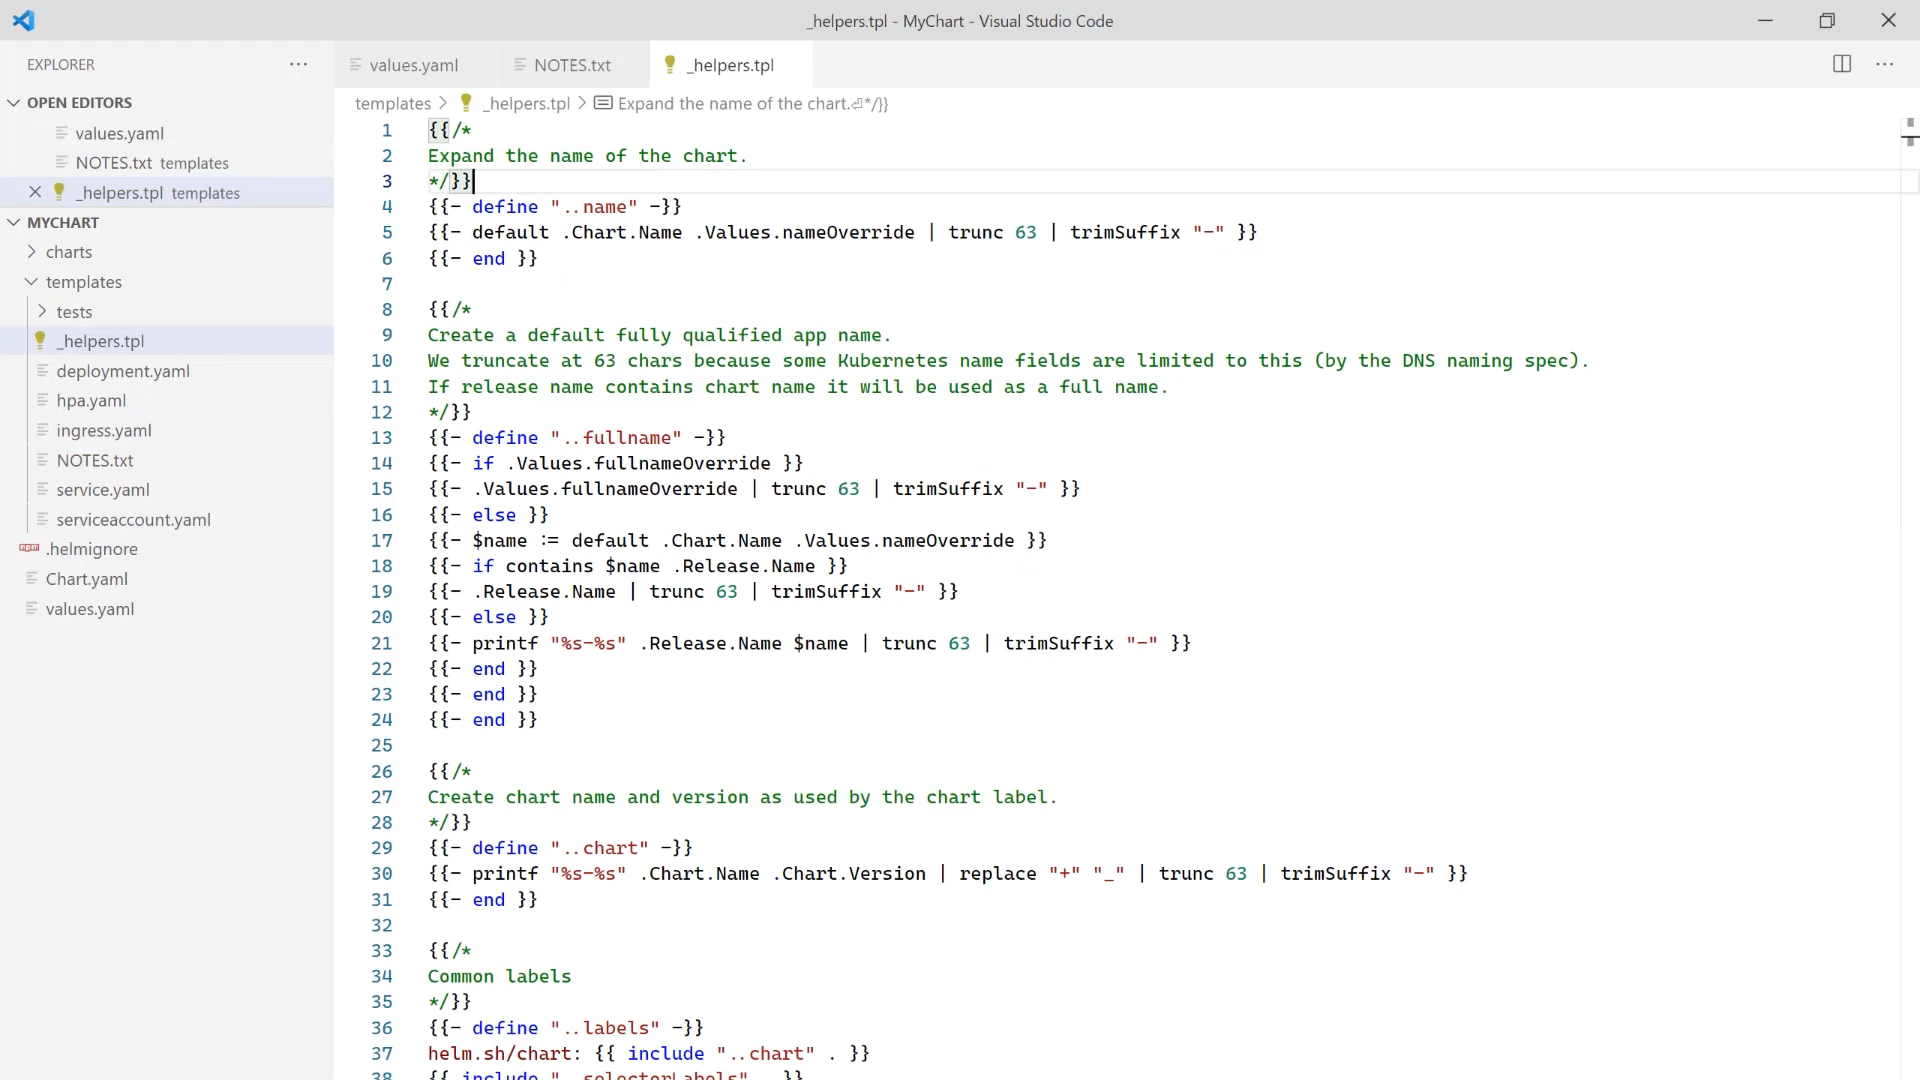 _helpers.tpl - MyChart - Visual Studio Code
EXPLORER
OPEN EDITORS
values.yaml
NOTES.txt templates
_helpers.tpl templates
MYCHART
charts
templates
tests
_helpers.tpl
deployment.yaml
hpa.yaml
ingress.yaml
NOTES.txt
service.yaml
serviceaccount.yaml
.helmignore
Chart.yaml
values.yaml
values.yaml
NOTES.txt
_helpers.tpl
templates > _helpers.tpl > Expand the name of the chart.⏎*/}}
1 {{/*
2 Expand the name of the chart.
3 */}}
4 {{- define "..name" -}}
5 {{- default .Chart.Name .Values.nameOverride | trunc 63 | trimSuffix "-" }}
6 {{- end }}
7
8 {{/*
9 Create a default fully qualified app name.
10 We truncate at 63 chars because some Kubernetes name fields are limited to this (by the DNS naming spec).
11 If release name contains chart name it will be used as a full name.
12 */}}
13 {{- define "..fullname" -}}
14 {{- if .Values.fullnameOverride }}
15 {{- .Values.fullnameOverride | trunc 63 | trimSuffix "-" }}
16 {{- else }}
17 {{- $name := default .Chart.Name .Values.nameOverride }}
18 {{- if contains $name .Release.Name }}
19 {{- .Release.Name | trunc 63 | trimSuffix "-" }}
20 {{- else }}
21 {{- printf "%s-%s" .Release.Name $name | trunc 63 | trimSuffix "-" }}
22 {{- end }}
23 {{- end }}
24 {{- end }}
25
26 {{/*
27 Create chart name and version as used by the chart label.
28 */}}
29 {{- define "..chart" -}}
30 {{- printf "%s-%s" .Chart.Name .Chart.Version | replace "+" "_" | trunc 63 | trimSuffix "-" }}
31 {{- end }}
32
33 {{/*
34 Common labels
35 */}}
36 {{- define "..labels" -}}
37 helm.sh/chart: {{ include "..chart" . }}
38 {{ include "..selectorLabels" . }}